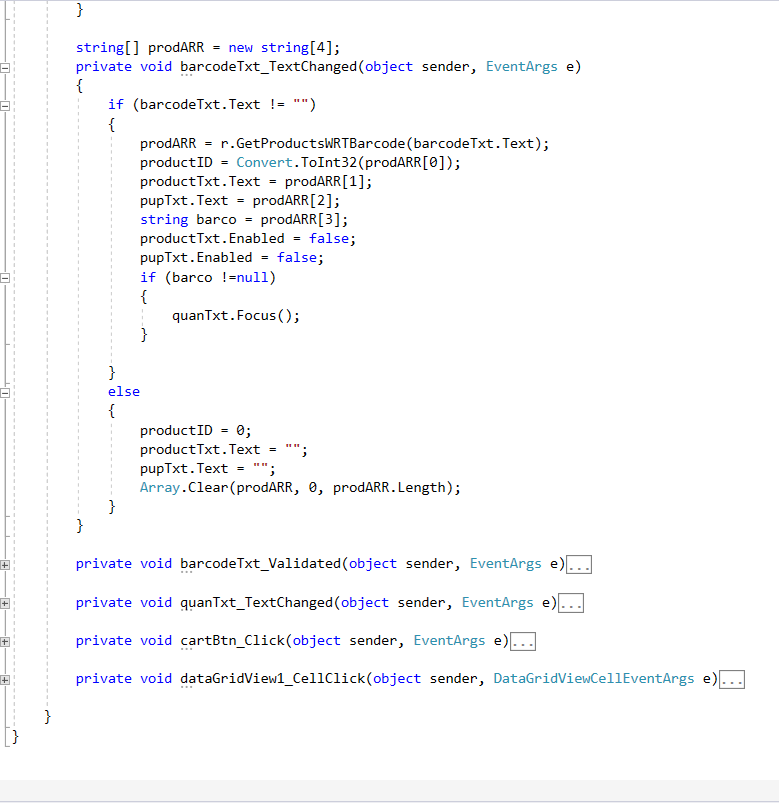 }
string[] prodARR = new string[4];
private void barcodeTxt_TextChanged(object sender, EventArgs e)
{
if (barcodeTxt.Text != "")
{
prodARR = r.GetProductsWRTBarcode(barcodeTxt.Text);
productID = Convert.ToInt32(prodARR[0]);
productTxt.Text = prodARR[1];
pupTxt.Text = prodARR[2];
string barco = prodARR[3];
productTxt.Enabled = false;
pupTxt.Enabled = false;
if (barco !=null)
{
quanTxt.Focus();
}
}
else
{
productID = 0;
productTxt.Text = "";
pupTxt.Text = "";
Array.Clear(prodARR, 0, prodARR.Length);
}
}
private void barcodeTxt_Validated(object sender, EventArgs e)...
private void quanTxt_TextChanged(object sender, EventArgs e)...
private void cartBtn_Click(object sender, EventArgs e)...
private void dataGridView1_CellClick(object sender, DataGridViewCellEventArgs e)...
}
}